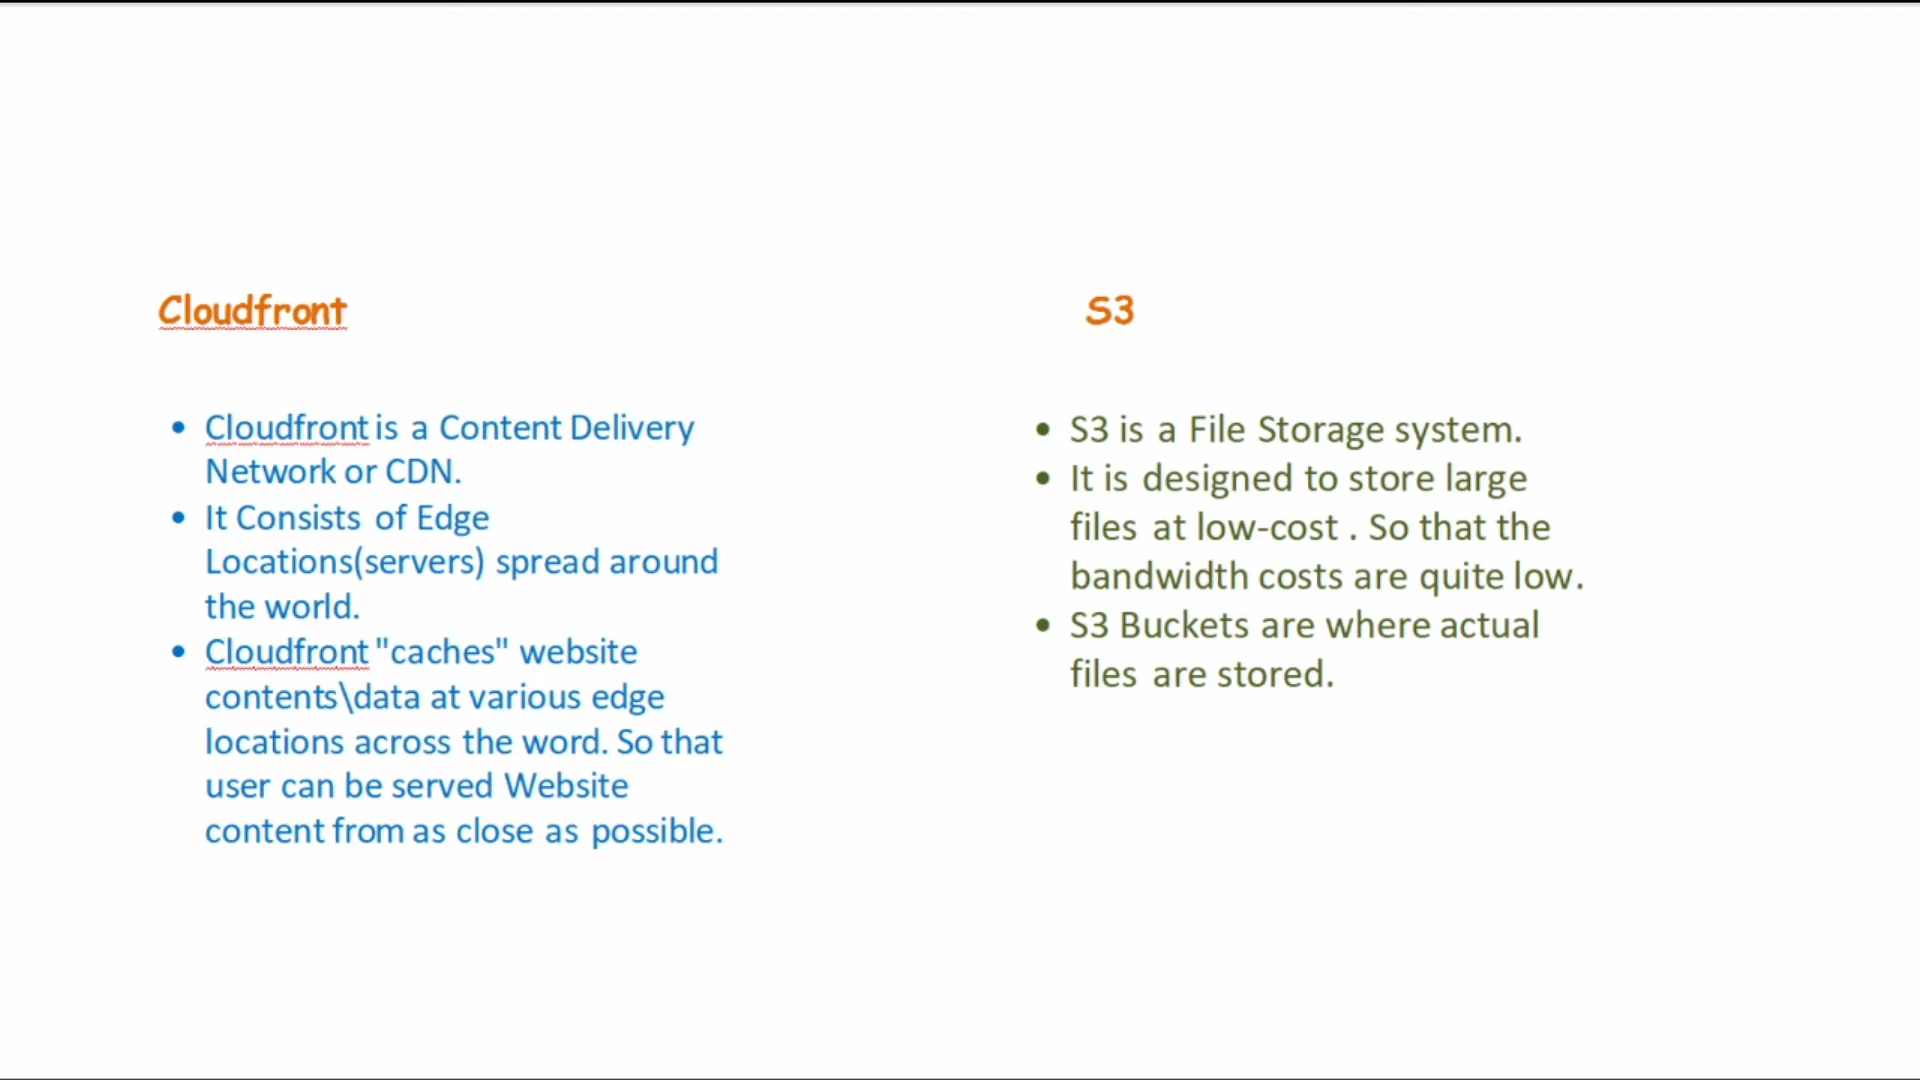 Cloudfront
Cloudfront is a Content Delivery
Network or CDN.
It Consists of Edge
Locations(servers) spread around
the world.
Cloudfront "caches" website
contents\data at various edge
locations across the word. So that
user can be served Website
content from as close as possible.
S3
S3 is a File Storage system.
It is designed to store large
files at low-cost . So that the
bandwidth costs are quite low.
S3 Buckets are where actual
files are stored.